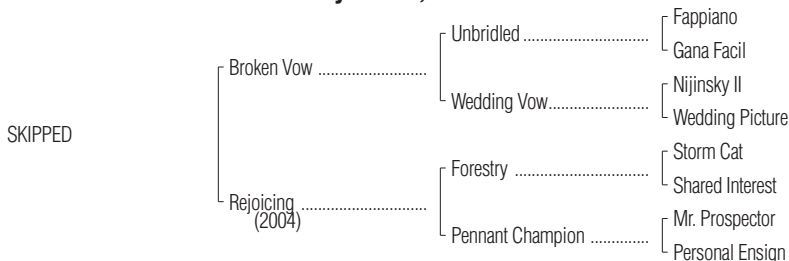 Unbridled
Fappiano
Gana Facil
Broken Vow
Wedding Vow
Nijinsky II
Wedding Picture
SKIPPED
Forestry
Storm Cat
Shared Interest
Rejoicing
(2004)
Pennant Champion
Mr. Prospector
Personal Ensign